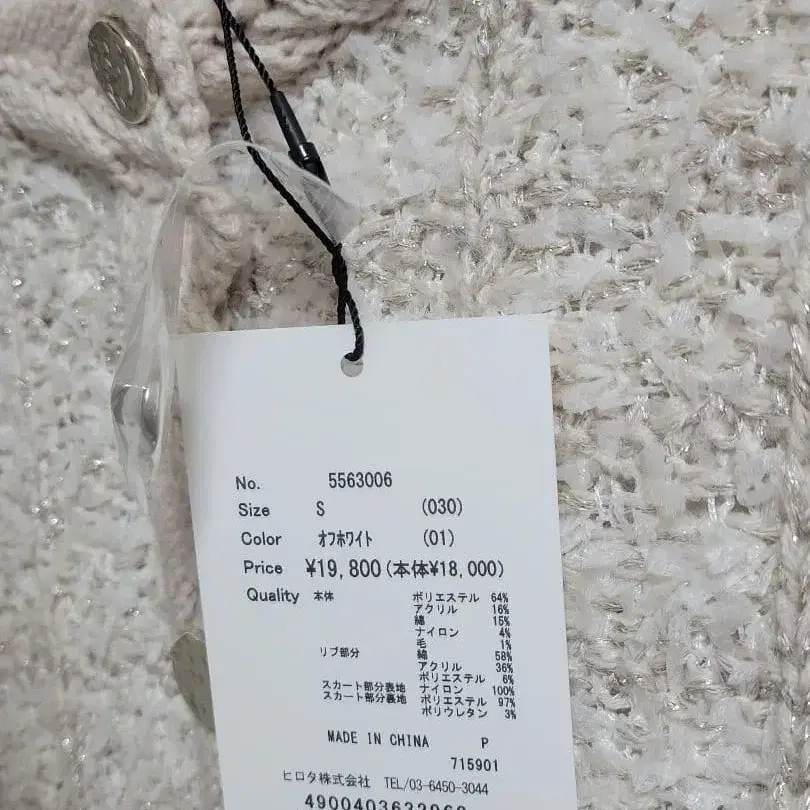 No. 5563006
Size S (030)
Color ｵﾌﾎﾜｲﾄ (01)
Price ¥19,800(本体¥18,000)
Quality 本体 ポリエステル 64%
アクリル 16%
綿 15%
ナイロン 4%
毛 1%
リブ部分 綿 58%
アクリル 36%
ポリエステル 6%
スカート部分表地 ナイロン 100%
スカート部分裏地 ポリエステル 97%
ポリウレタン 3%
MADE IN CHINA P
715901
ヒロタ株式会社 TEL/03-6450-3044